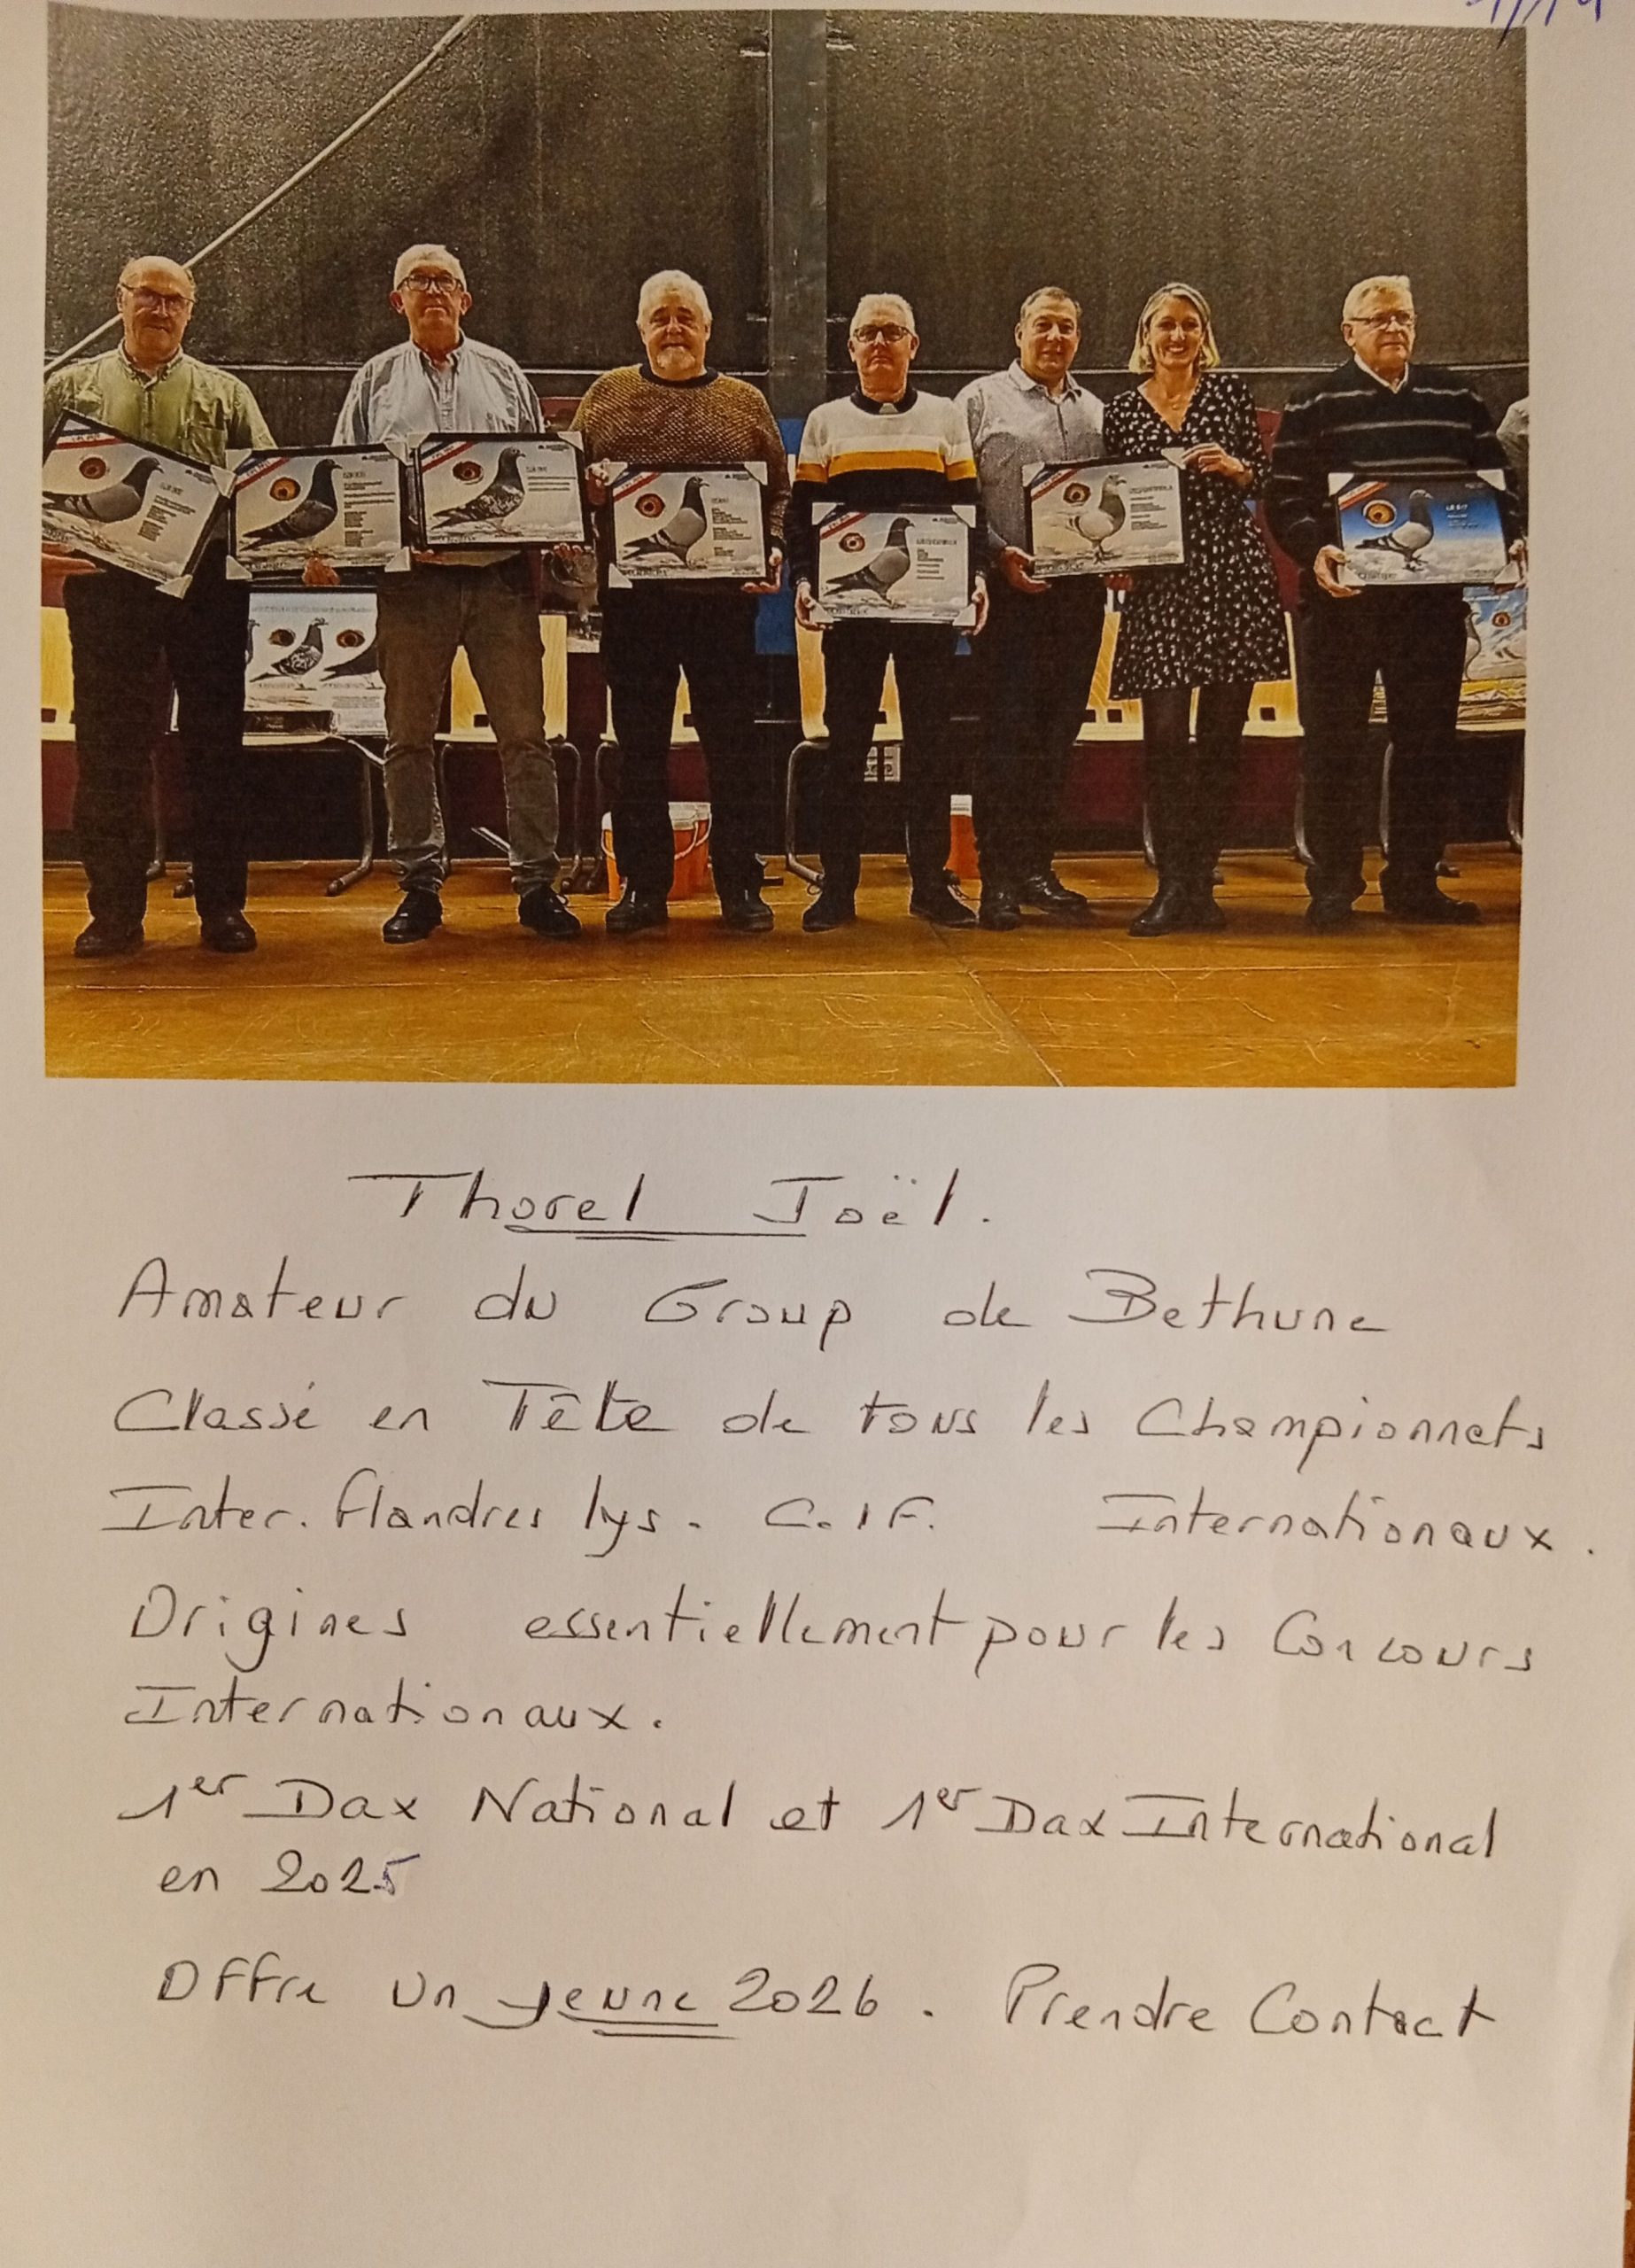 Thorel Joël.
Amateur du Group de Bethune
Classé en Tête de tous les Championnats
Inter. flandres lys. C.IF. Internationaux.
Origines essentiellement pour les Concours
Internationaux.
1er Dax National et 1er Dax International
en 2025
Offre un jeune 2026. Prendre Contact